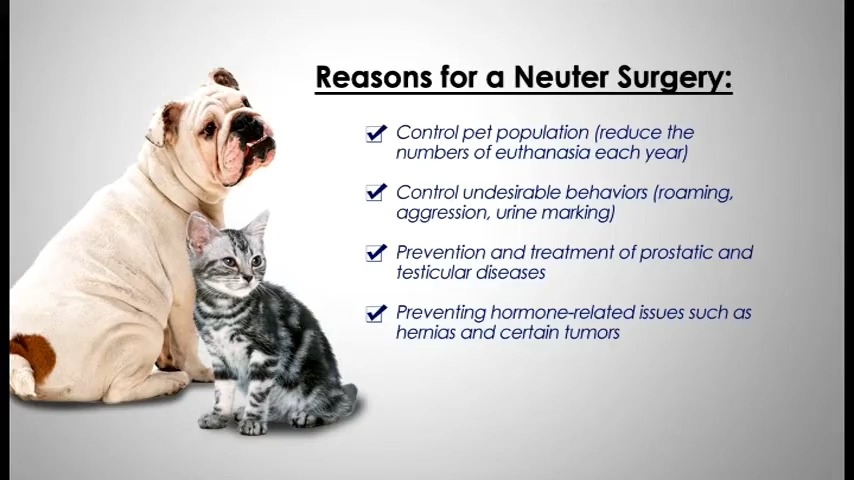 Reasons for a Neuter Surgery:
Control pet population (reduce the
numbers of euthanasia each year)
Control undesirable behaviors (roaming,
aggression, urine marking)
Prevention and treatment of prostatic and
testicular diseases
Preventing hormone-related issues such as
hernias and certain tumors